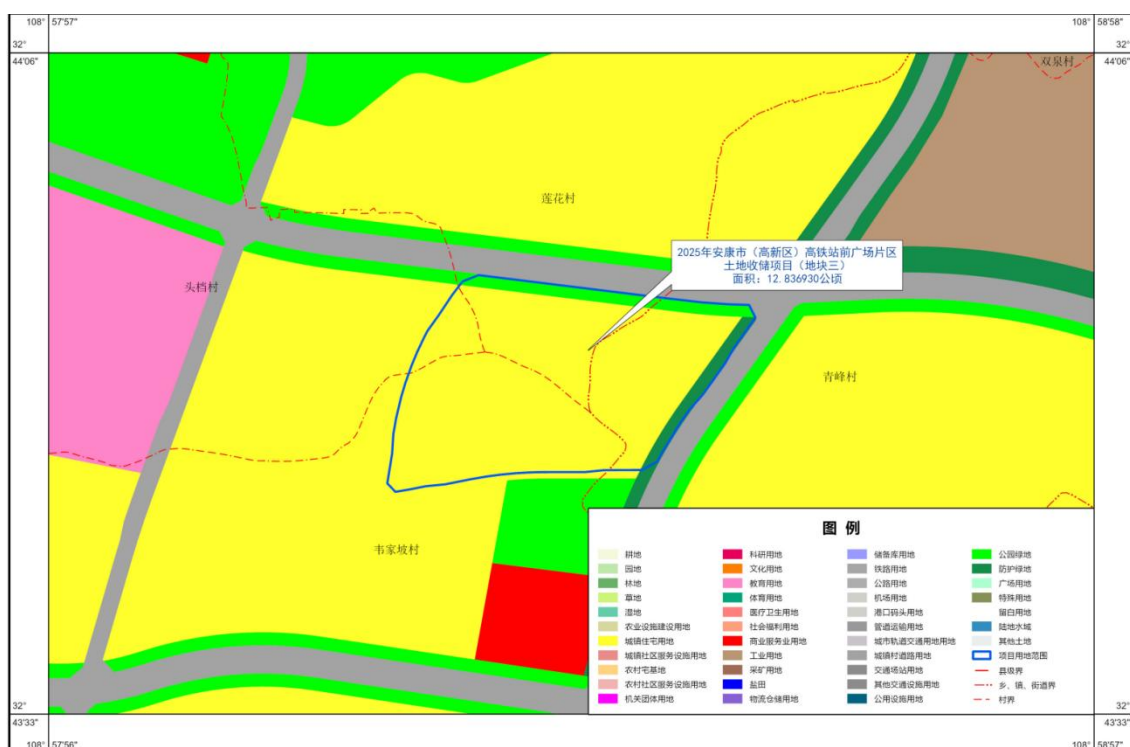 108° 57'57"
108° 58'58"
32°
44'06"
32°
44'06"
双泉村
莲花村
2025年安康市（高新区）高铁站前广场片区
土地收储项目（地块三）
面积：12.836930公顷
头档村
青峰村
韦家坡村
图 例
耕地
园地
林地
草地
湿地
农业设施建设用地
城镇住宅用地
城镇社区服务设施用地
农村宅基地
农村社区服务设施用地
机关团体用地
科研用地
文化用地
教育用地
体育用地
医疗卫生用地
社会福利用地
商业服务业用地
工业用地
采矿用地
盐田
物流仓储用地
储备库用地
铁路用地
公路用地
机场用地
港口码头用地
管道运输用地
城市轨道交通用地用地
城镇村道路用地
交通场站用地
其他交通设施用地
公用设施用地
公园绿地
防护绿地
广场用地
特殊用地
留白用地
陆地水域
其他土地
项目用地范围
县级界
乡、镇、街道界
村界
32°
43'33"
32°
43'33"
108° 57'56"
108° 58'57"